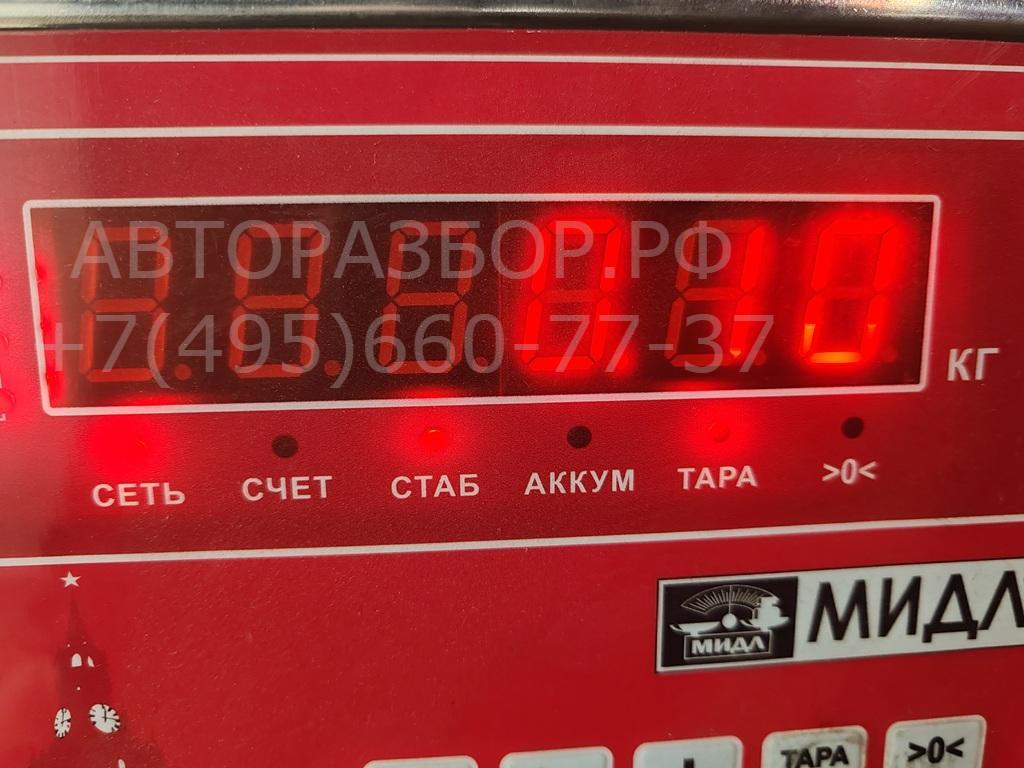 АВТОРАЗБОР.РФ
+7(495)660-77-37
КГ
СЕТЬ СЧЕТ СТАБ АККУМ ТАРА >0<
МИДЛ МИДЛ
ТАРА >0<